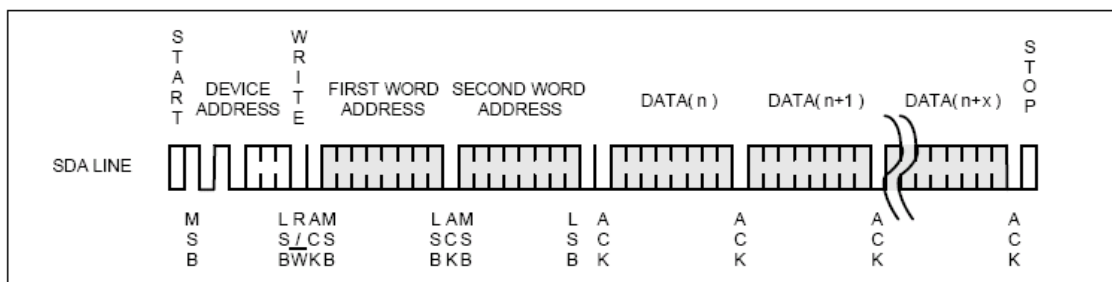 START
WRITE
STOP
DEVICE
ADDRESS
FIRST WORD
ADDRESS
SECOND WORD
ADDRESS
DATA( n )
DATA( n+1 )
DATA( n+x )
SDA LINE
MSB
LSB
R/W
ACK
MSB
LSB
ACK
MSB
LSB
ACK
ACK
ACK
ACK